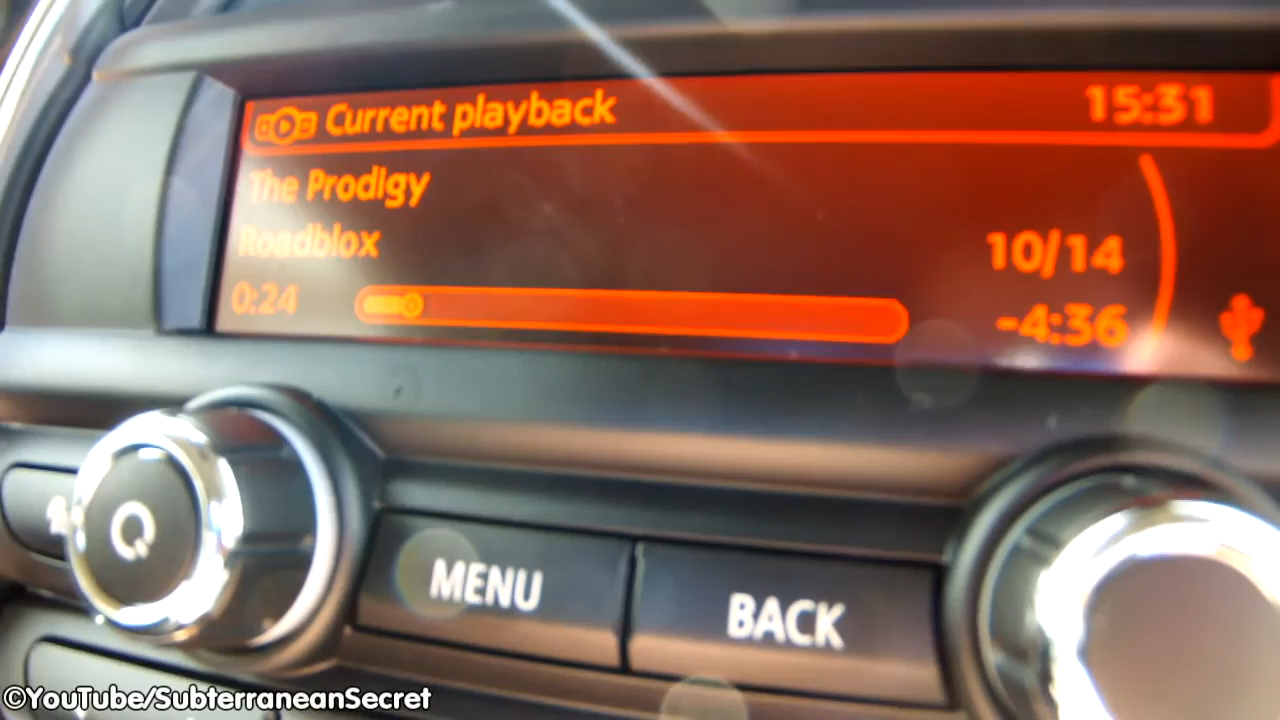 Current playback 15:31
The Prodigy
Roadblox 10/14
0:24 -4:36
MENU BACK
©YouTube/SubterraneanSecret